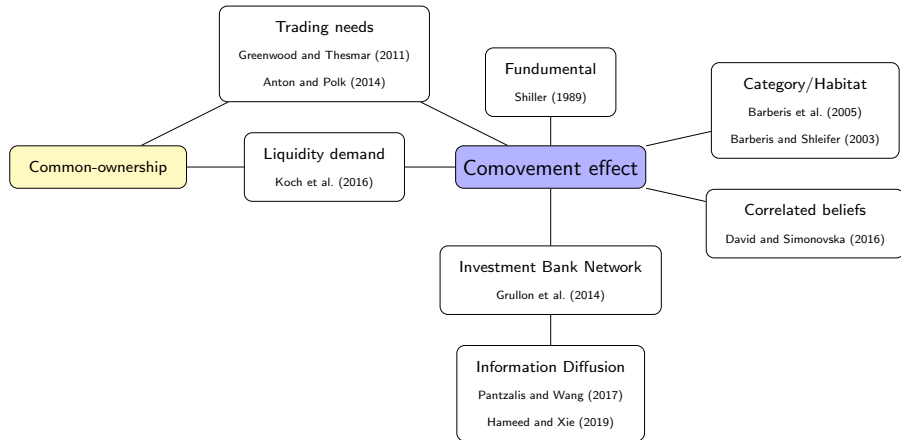 Trading needs
Greenwood and Thesmar (2011)
Anton and Polk (2014)
Fundumental
Shiller (1989)
Category/Habitat
Barberis et al. (2005)
Barberis and Shleifer (2003)
Common-ownership
Liquidity demand
Koch et al. (2016)
Comovement effect
Correlated beliefs
David and Simonovska (2016)
Investment Bank Network
Grullon et al. (2014)
Information Diffusion
Pantzalis and Wang (2017)
Hameed and Xie (2019)